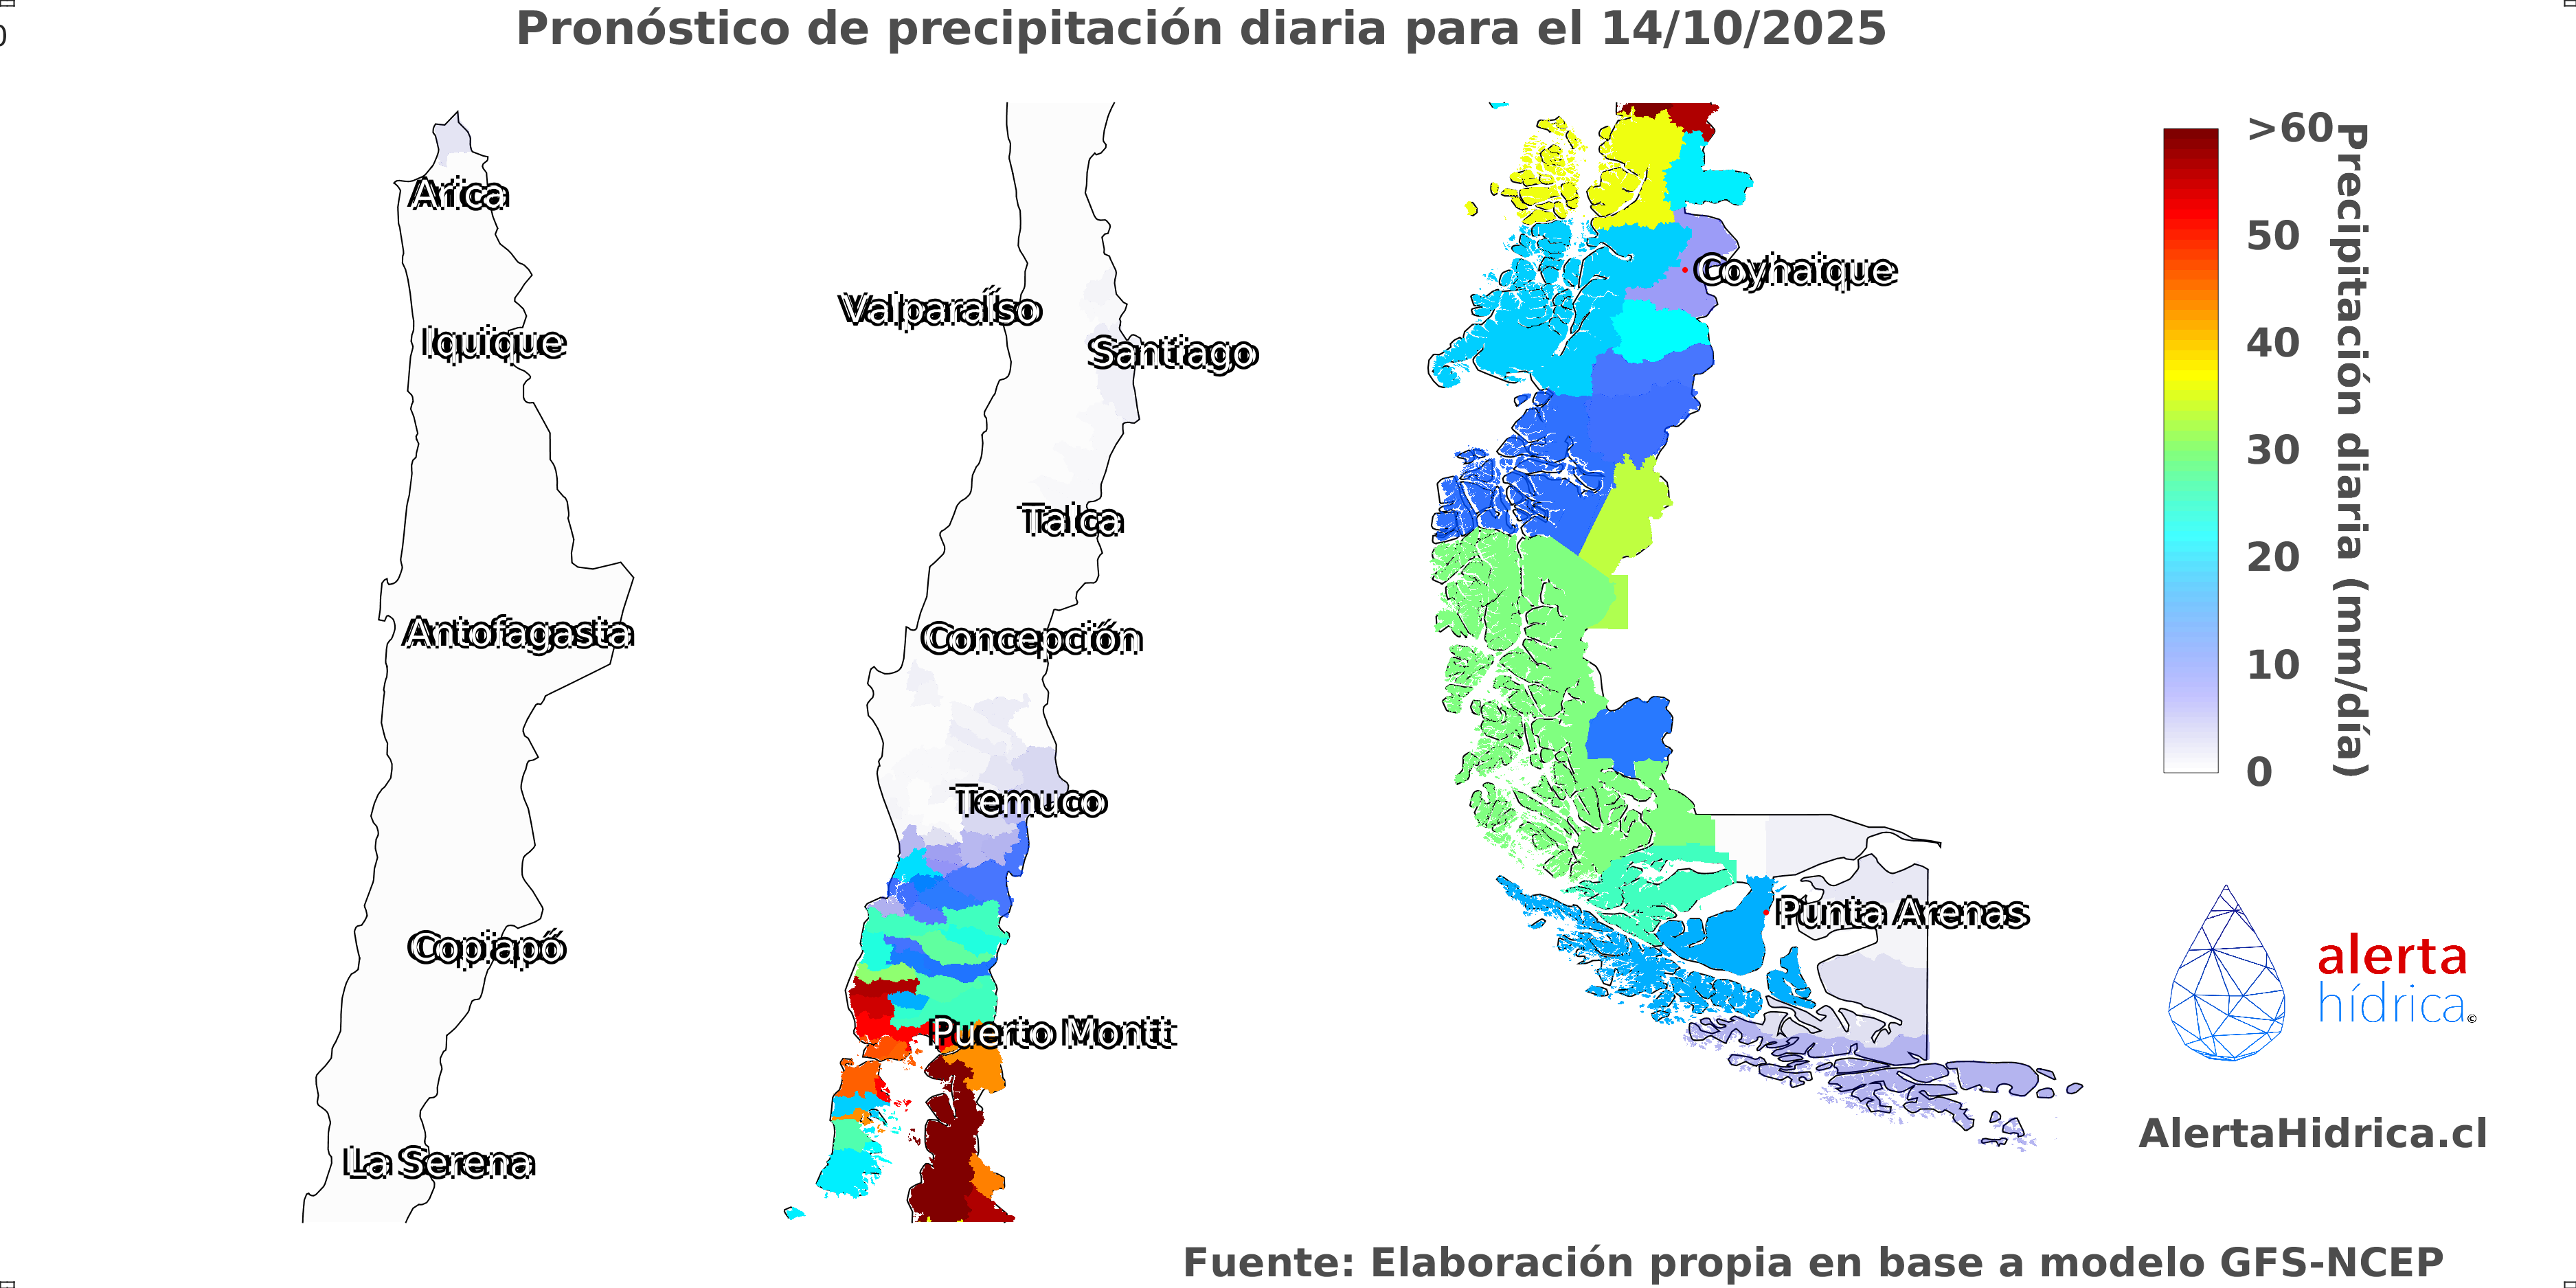 Pronóstico de precipitación diaria para el 14/10/2025
0
Arica
Iquique
Antofagasta
Copiapó
La Serena
Valparaíso
Santiago
Talca
Concepción
Temuco
Puerto Montt
Coyhaique
Punta Arenas
>60
50
40
30
20
10
0
Precipitación diaria (mm/día)
alerta
hídrica©
AlertaHidrica.cl
Fuente: Elaboración propia en base a modelo GFS-NCEP